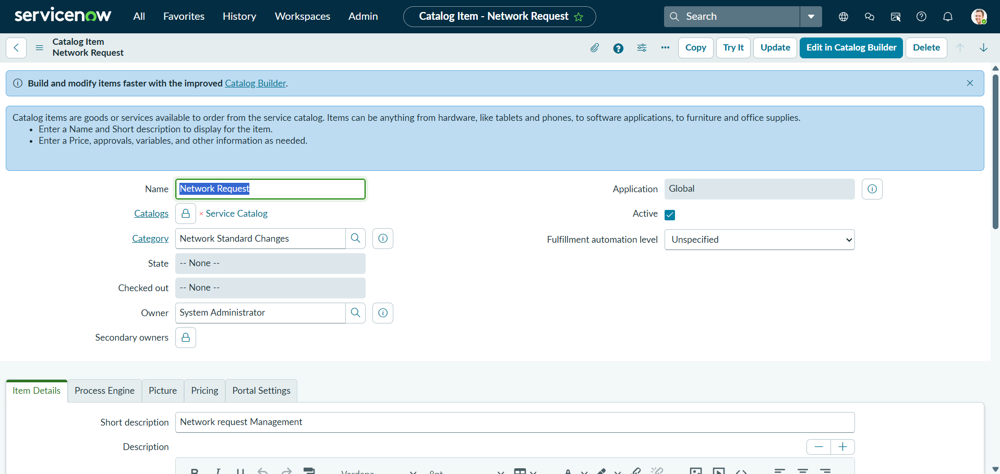 servicenow
All
Favorites
History
Workspaces
Admin
Catalog Item - Network Request
Search
Catalog Item
Network Request
Copy
Try It
Update
Edit in Catalog Builder
Delete
Build and modify items faster with the improved Catalog Builder.
Catalog items are goods or services available to order from the service catalog. Items can be anything from hardware, like tablets and phones, to software applications, to furniture and office supplies.
• Enter a Name and Short description to display for the item.
• Enter a Price, approvals, variables, and other information as needed.
Name
Network Request
Application
Global
Catalogs
× Service Catalog
Active
Category
Network Standard Changes
Fulfillment automation level
Unspecified
State
-- None --
Checked out
-- None --
Owner
System Administrator
Secondary owners
Item Details
Process Engine
Picture
Pricing
Portal Settings
Short description
Network request Management
Description
B I U
Verdana
8pt
A